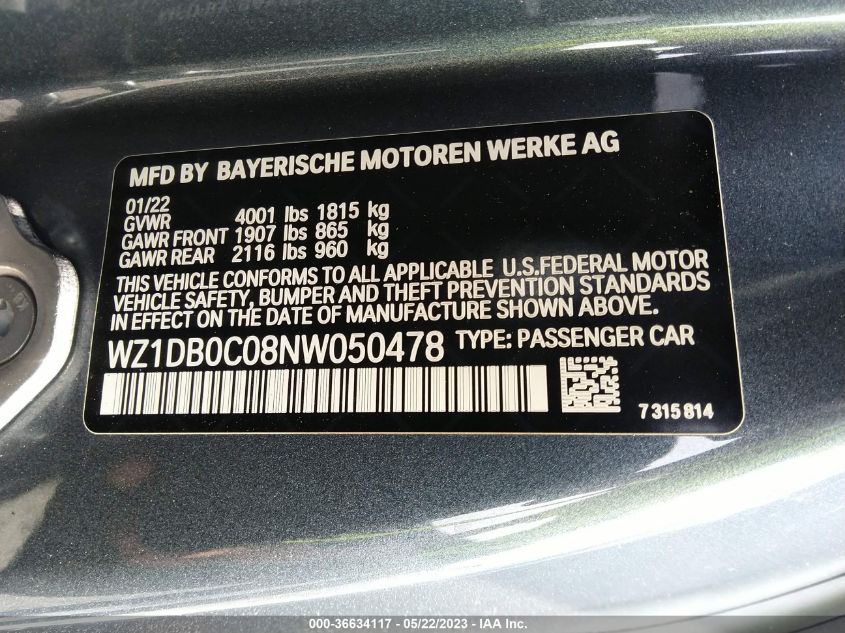 MFD BY BAYERISCHE MOTOREN WERKE AG
01/22
GVWR 4001 lbs 1815 kg
GAWR FRONT 1907 lbs 865 kg
GAWR REAR 2116 lbs 960 kg
THIS VEHICLE CONFORMS TO ALL APPLICABLE U.S.FEDERAL MOTOR
VEHICLE SAFETY, BUMPER AND THEFT PREVENTION STANDARDS
IN EFFECT ON THE DATE OF MANUFACTURE SHOWN ABOVE.
WZ1DB0C08NW050478 TYPE: PASSENGER CAR
7315814
000-36634117 - 05/22/2023 - IAA Inc.